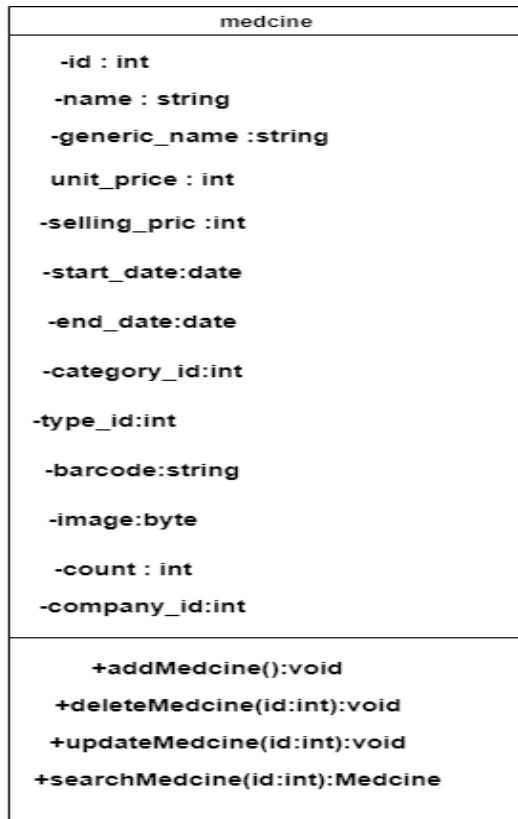 medcine
-id : int
-name : string
-generic_name :string
unit_price : int
-selling_pric :int
-start_date:date
-end_date:date
-category_id:int
-type_id:int
-barcode:string
-image:byte
-count : int
-company_id:int
+addMedcine():void
+deleteMedcine(id:int):void
+updateMedcine(id:int):void
+searchMedcine(id:int):Medcine